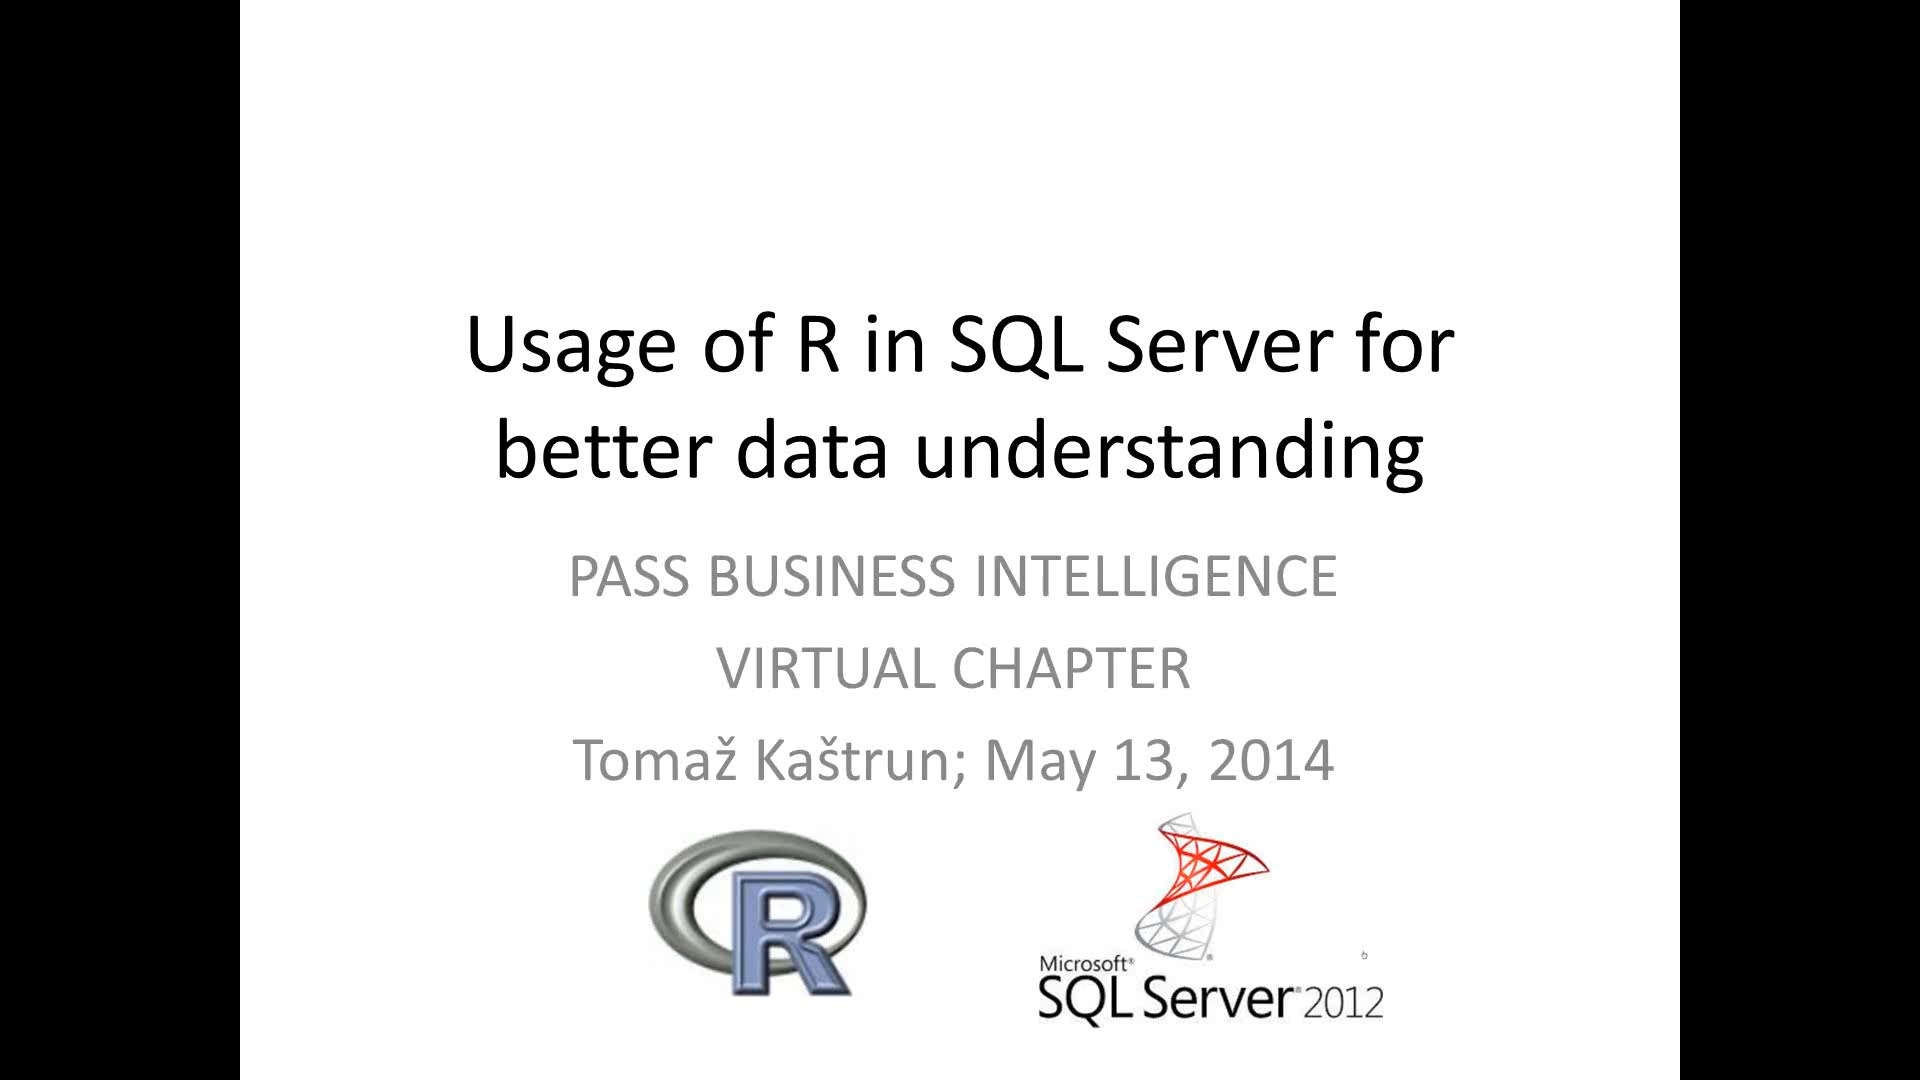 Usage of R in SQL Server for
better data understanding
PASS BUSINESS INTELLIGENCE
VIRTUAL CHAPTER
Tomaž Kaštrun; May 13, 2014
R
Microsoft®
SQL Server® 2012